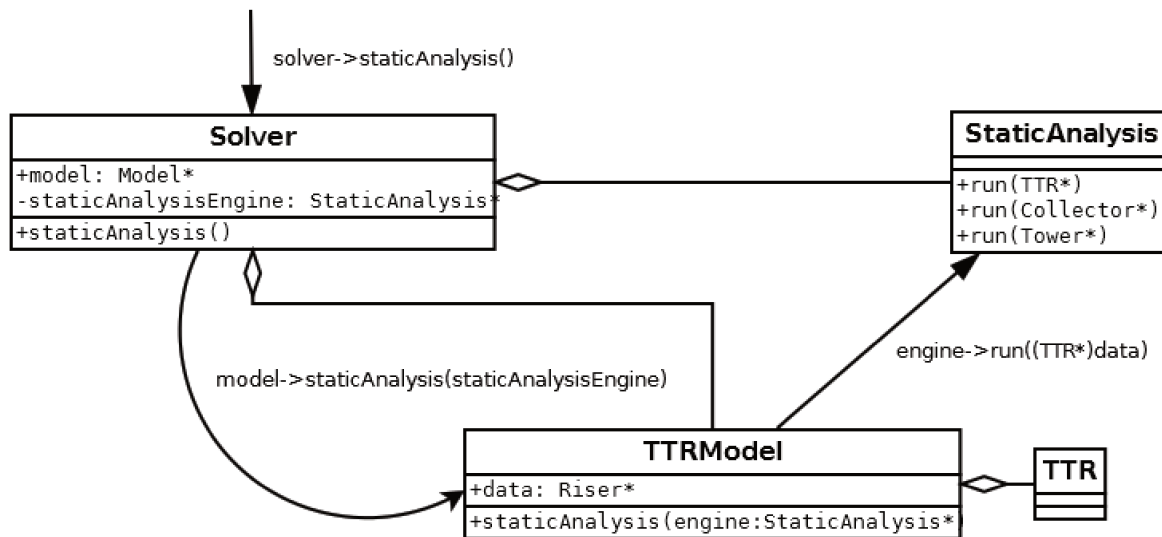 solver->staticAnalysis()
Solver
+model: Model*
-staticAnalysisEngine: StaticAnalysis*
+staticAnalysis()
StaticAnalysis
+run(TTR*)
+run(Collector*)
+run(Tower*)
engine->run((TTR*)data)
model->staticAnalysis(staticAnalysisEngine)
TTRModel
+data: Riser*
+staticAnalysis(engine:StaticAnalysis*)
TTR